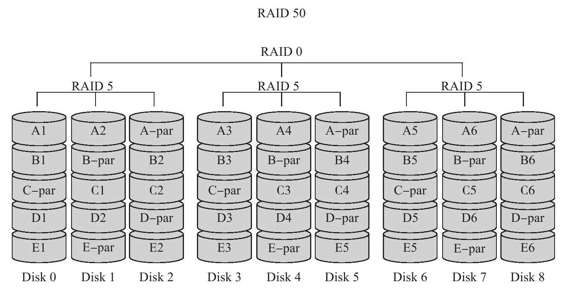 RAID 50
RAID 0
RAID 5 RAID 5 RAID 5
A1 A2 A-par A3 A4 A-par A5 A6 A-par
B1 B-par B2 B3 B-par B4 B5 B-par B6
C-par C1 C2 C-par C3 C4 C-par C5 C6
D1 D2 D-par D3 D4 D-par D5 D6 D-par
E1 E-par E2 E3 E-par E5 E5 E-par E6
Disk 0 Disk 1 Disk 2 Disk 3 Disk 4 Disk 5 Disk 6 Disk 7 Disk 8